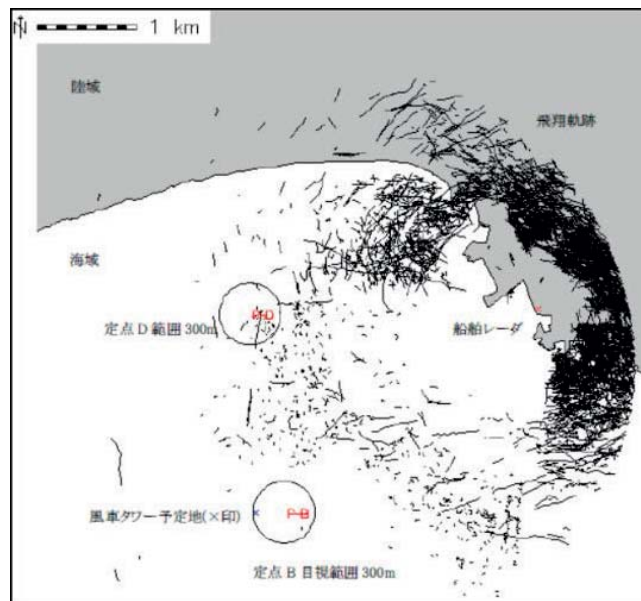 N
1 km
陸域
飛翔軌跡
海域
定点D範囲300m
船舶レーダ
風車タワー予定地(×印)
P-B
定点B目視範囲300m